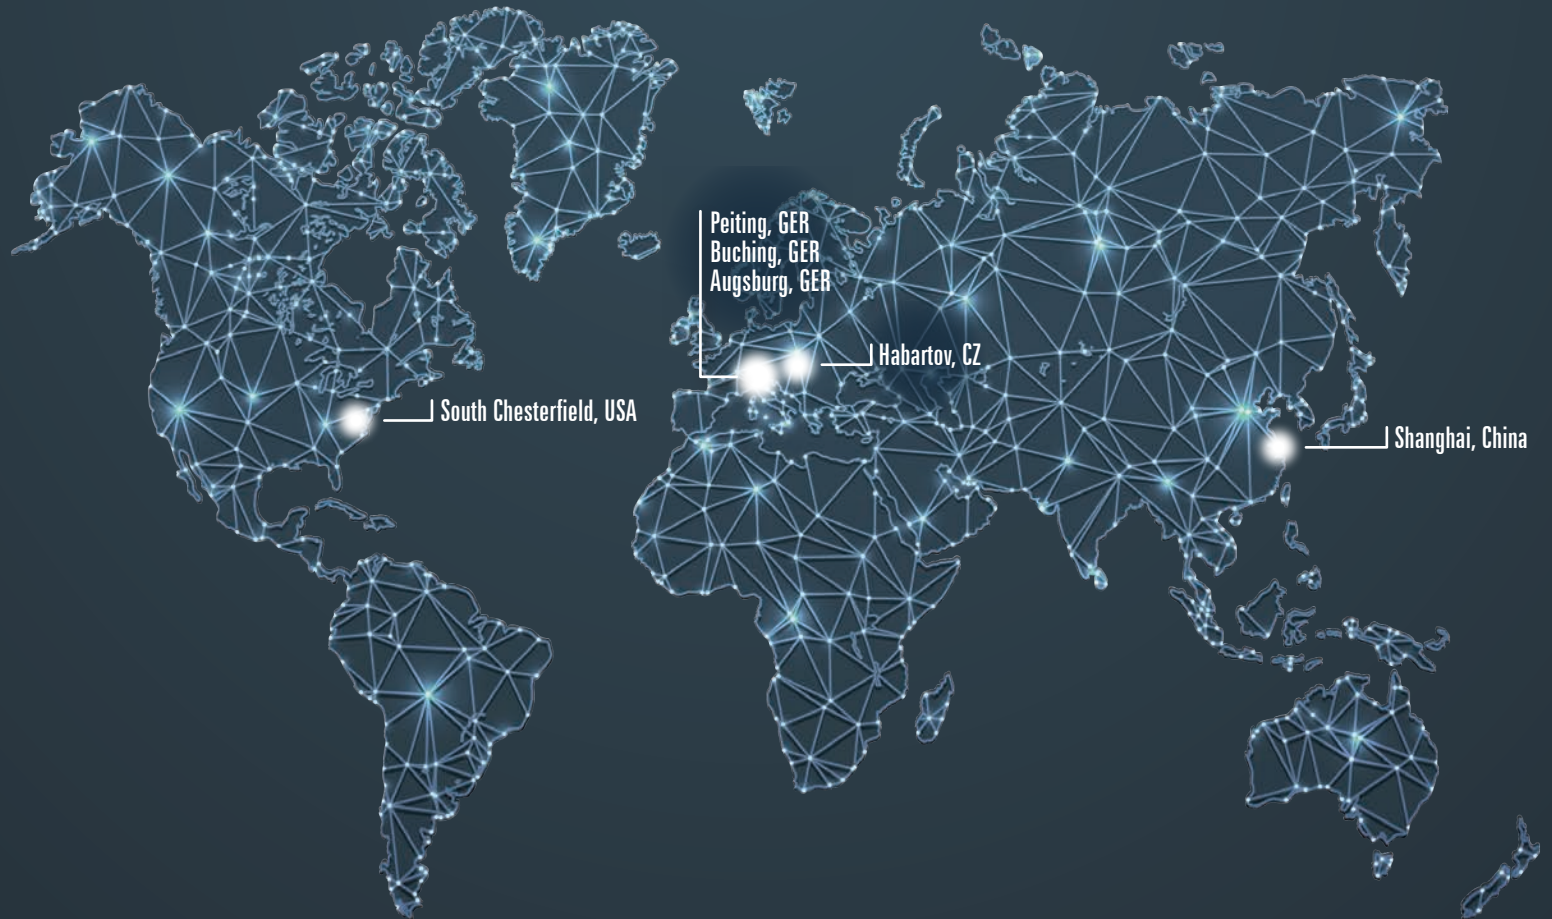 Peiting, GER
Buching, GER
Augsburg, GER
Habartov, CZ
South Chesterfield, USA
Shanghai, China